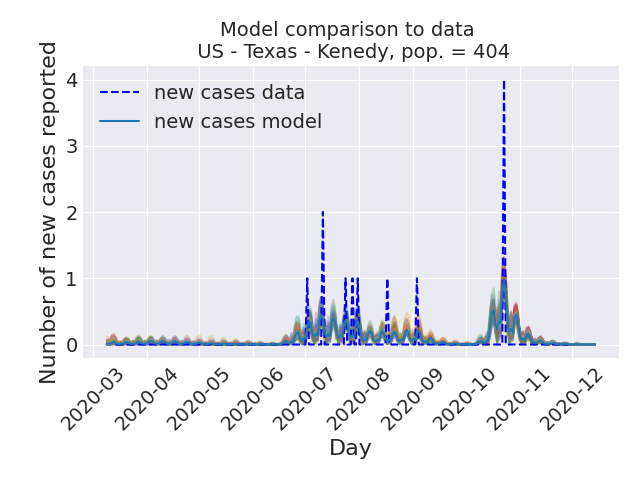 Model comparison to data
US - Texas - Kenedy, pop. = 404
new cases data
new cases model
Number of new cases reported
4
3
2
1
0
2020-03
2020-04
2020-05
2020-06
2020-07
2020-08
2020-09
2020-10
2020-11
2020-12
Day